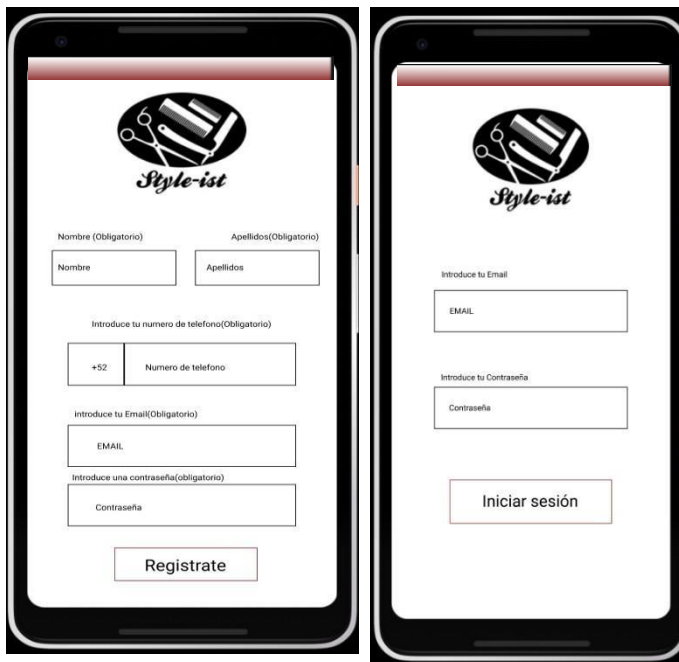 Style-ist
Nombre (Obligatorio) Apellidos(Obligatorio)
Nombre Apellidos
Introduce tu numero de telefono(Obligatorio)
+52 Numero de telefono
introduce tu Email(Obligatorio)
EMAIL
Introduce una contraseña(obligatorio)
Contraseña
Registrate
Style-ist
Introduce tu Email
EMAIL
Introduce tu Contraseña
Contraseña
Iniciar sesión